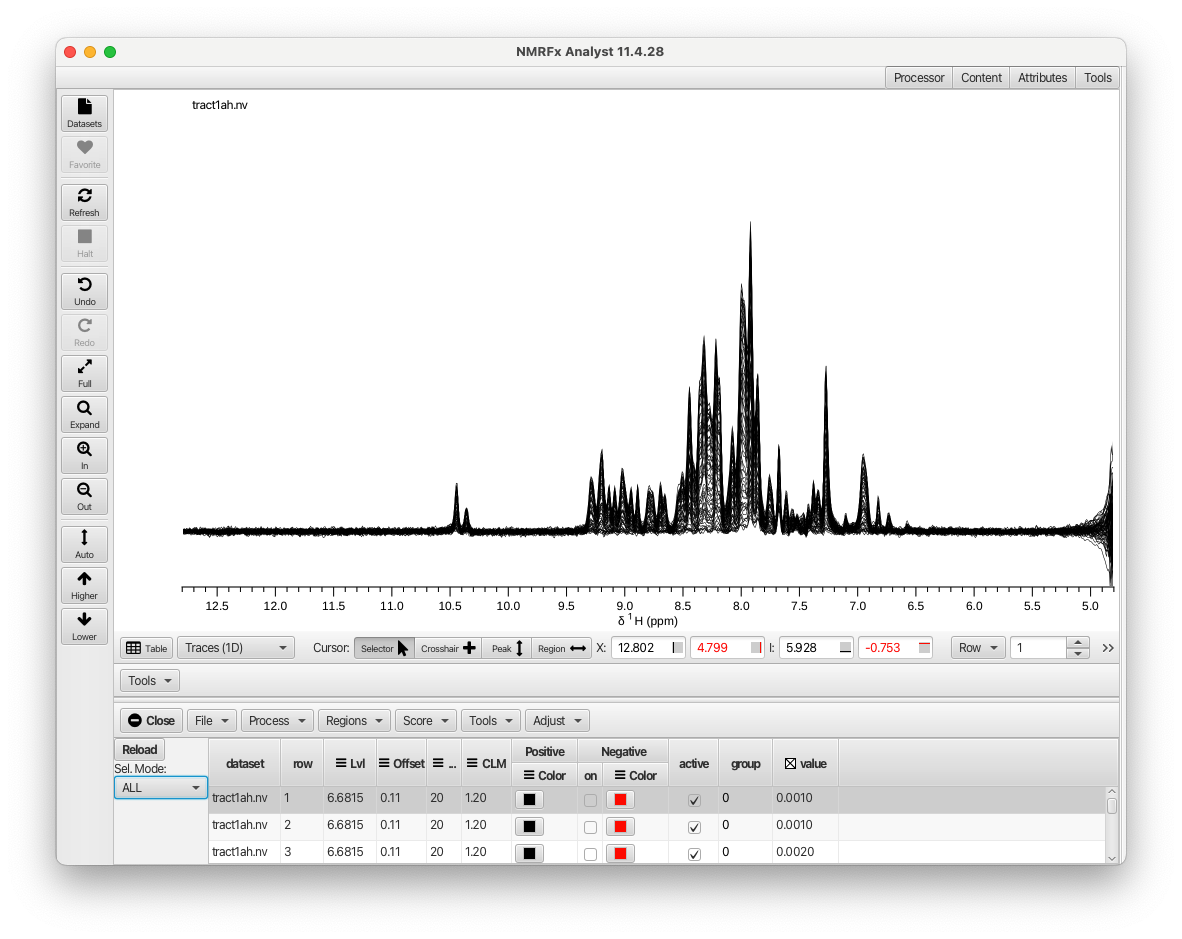 NMRFx Analyst 11.4.28
Processor Content Attributes Tools
Datasets
Favorite
Refresh
Halt
Undo
Redo
Full
Expand
In
Out
Auto
Higher
Lower
tract1ah.nv
12.5 12.0 11.5 11.0 10.5 10.0 9.5 9.0 8.5 8.0 7.5 7.0 6.5 6.0 5.5 5.0
δ ¹H (ppm)
Table Traces (1D) Cursor: Selector Crosshair Peak Region X: 12.802 4.799 I: 5.928 -0.753 Row 1 >>
Tools
Close File Process Regions Score Tools Adjust
Reload
Sel. Mode:
ALL
dataset row Lvl Offset ... CLM Positive Negative active group value
Color on Color
tract1ah.nv 1 6.6815 0.11 20 1.20 0 0.0010
tract1ah.nv 2 6.6815 0.11 20 1.20 0 0.0010
tract1ah.nv 3 6.6815 0.11 20 1.20 0 0.0020